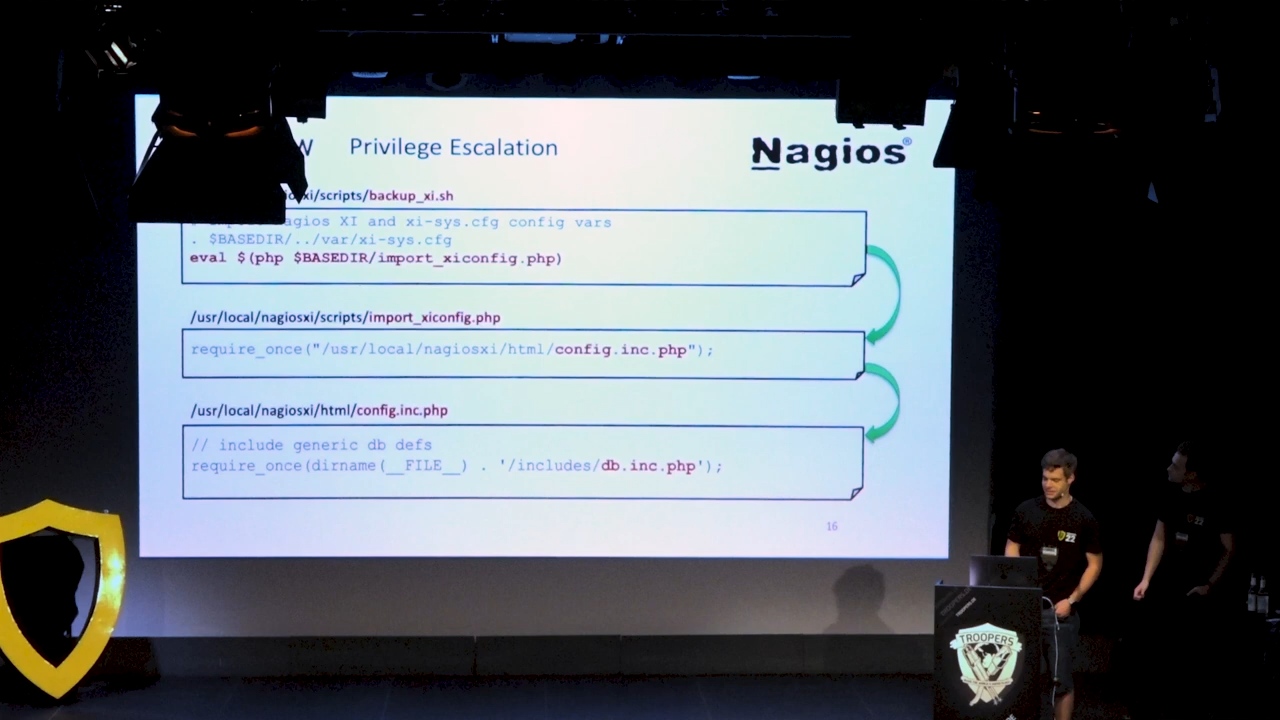 Privilege Escalation
Nagios®
xi/scripts/backup_xi.sh
agios XI and xi-sys.cfg config vars
. $BASEDIR/../var/xi-sys.cfg
eval $(php $BASEDIR/import_xiconfig.php)
/usr/local/nagiosxi/scripts/import_xiconfig.php
require_once("/usr/local/nagiosxi/html/config.inc.php");
/usr/local/nagiosxi/html/config.inc.php
// include generic db defs
require_once(dirname(__FILE__) . '/includes/db.inc.php');
16
22
TROOPERS